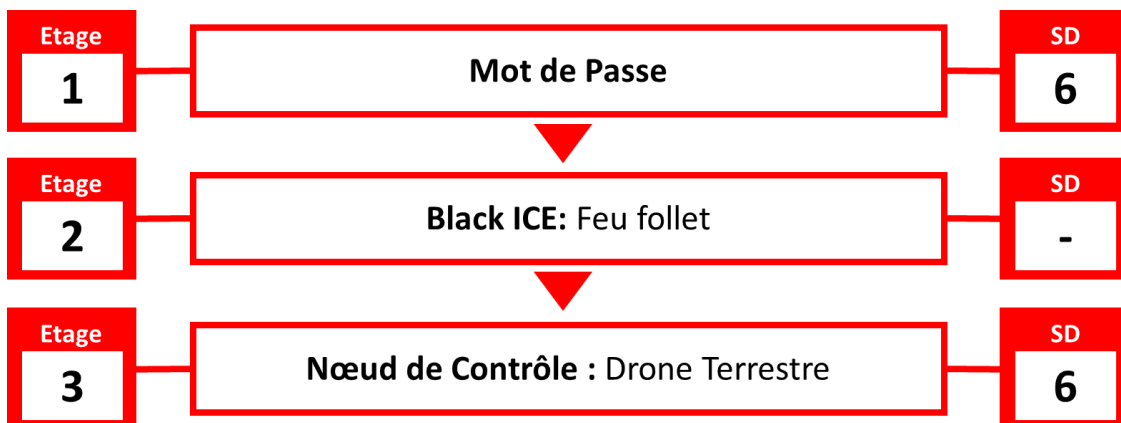 Etage
1
Mot de Passe
SD
6
Etage
2
Black ICE: Feu follet
SD
-
Etage
3
Nœud de Contrôle : Drone Terrestre
SD
6